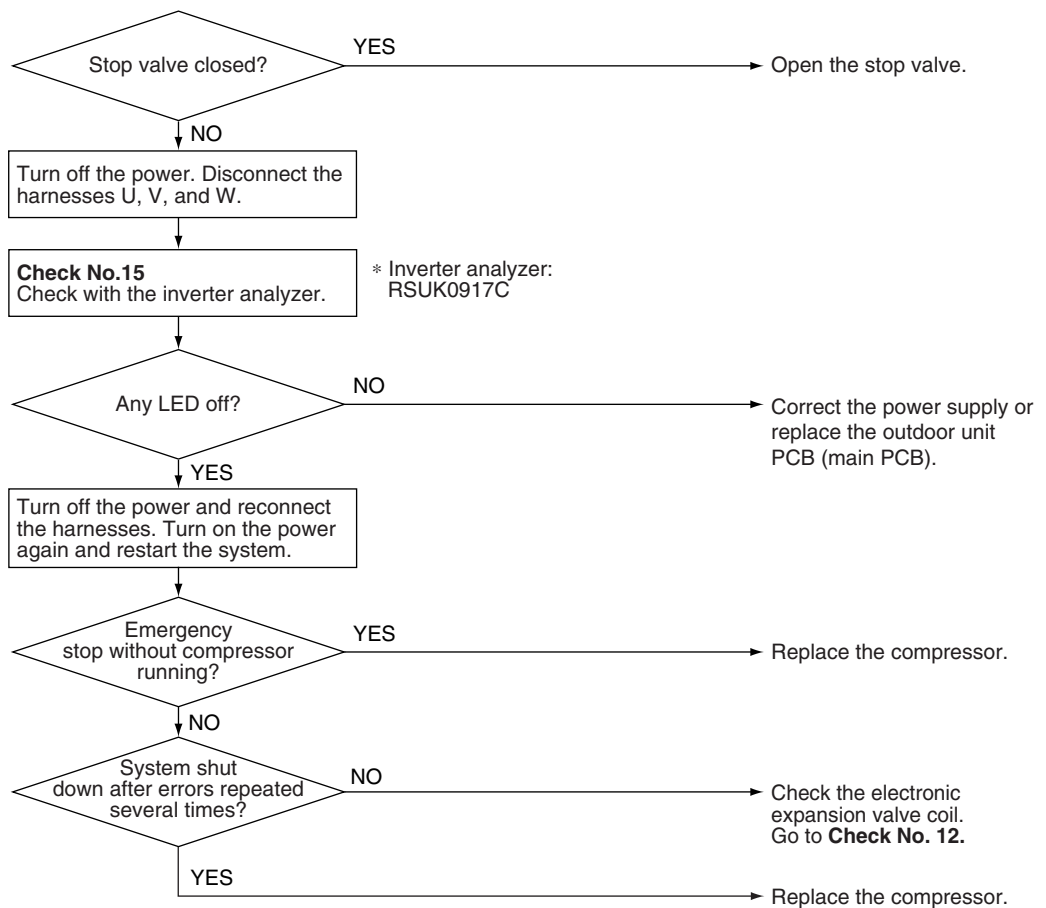 Stop valve closed?
YES
Open the stop valve.
NO
Turn off the power. Disconnect the
harnesses U, V, and W.
Check No.15
Check with the inverter analyzer.
* Inverter analyzer:
RSUK0917C
Any LED off?
NO
Correct the power supply or
replace the outdoor unit
PCB (main PCB).
YES
Turn off the power and reconnect
the harnesses. Turn on the power
again and restart the system.
Emergency
stop without compressor
running?
YES
Replace the compressor.
NO
System shut
down after errors repeated
several times?
NO
Check the electronic
expansion valve coil.
Go to Check No. 12.
YES
Replace the compressor.